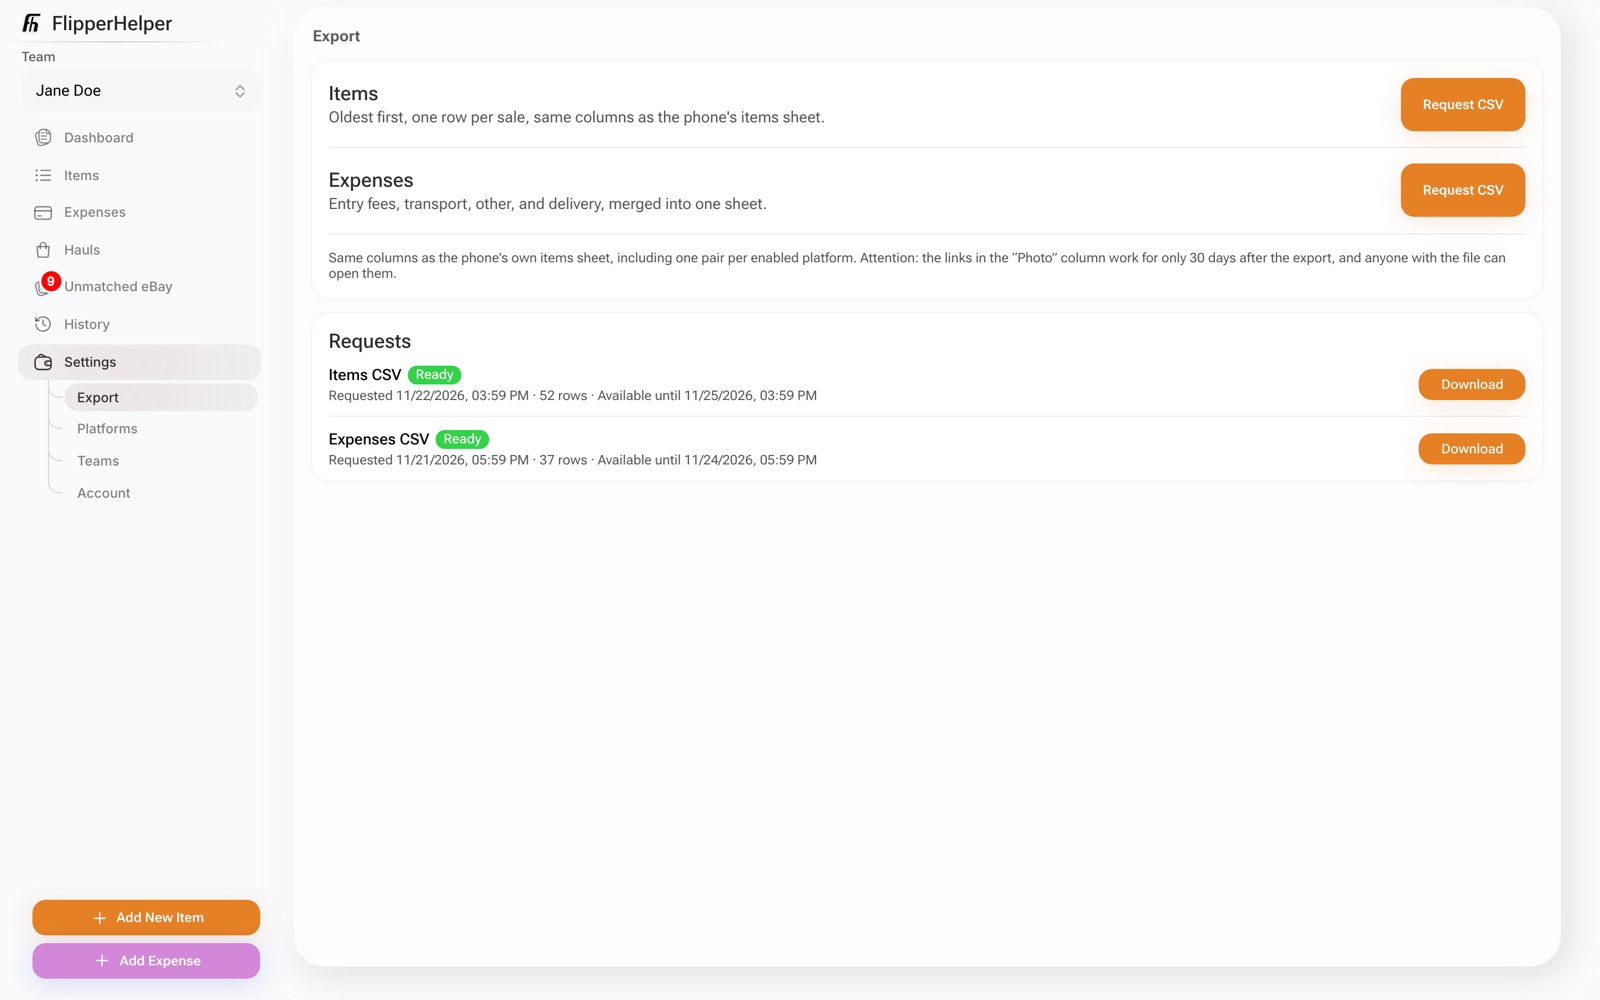 FlipperHelper
Team
Jane Doe
Dashboard
Items
Expenses
Hauls
9
Unmatched eBay
History
Settings
Export
Platforms
Teams
Account
Add New Item
Add Expense
Export
Items
Oldest first, one row per sale, same columns as the phone's items sheet.
Request CSV
Expenses
Entry fees, transport, other, and delivery, merged into one sheet.
Request CSV
Same columns as the phone's own items sheet, including one pair per enabled platform. Attention: the links in the “Photo” column work for only 30 days after the export, and anyone with the file can
open them.
Requests
Items CSV Ready
Requested 11/22/2026, 03:59 PM · 52 rows · Available until 11/25/2026, 03:59 PM
Download
Expenses CSV Ready
Requested 11/21/2026, 05:59 PM · 37 rows · Available until 11/24/2026, 05:59 PM
Download